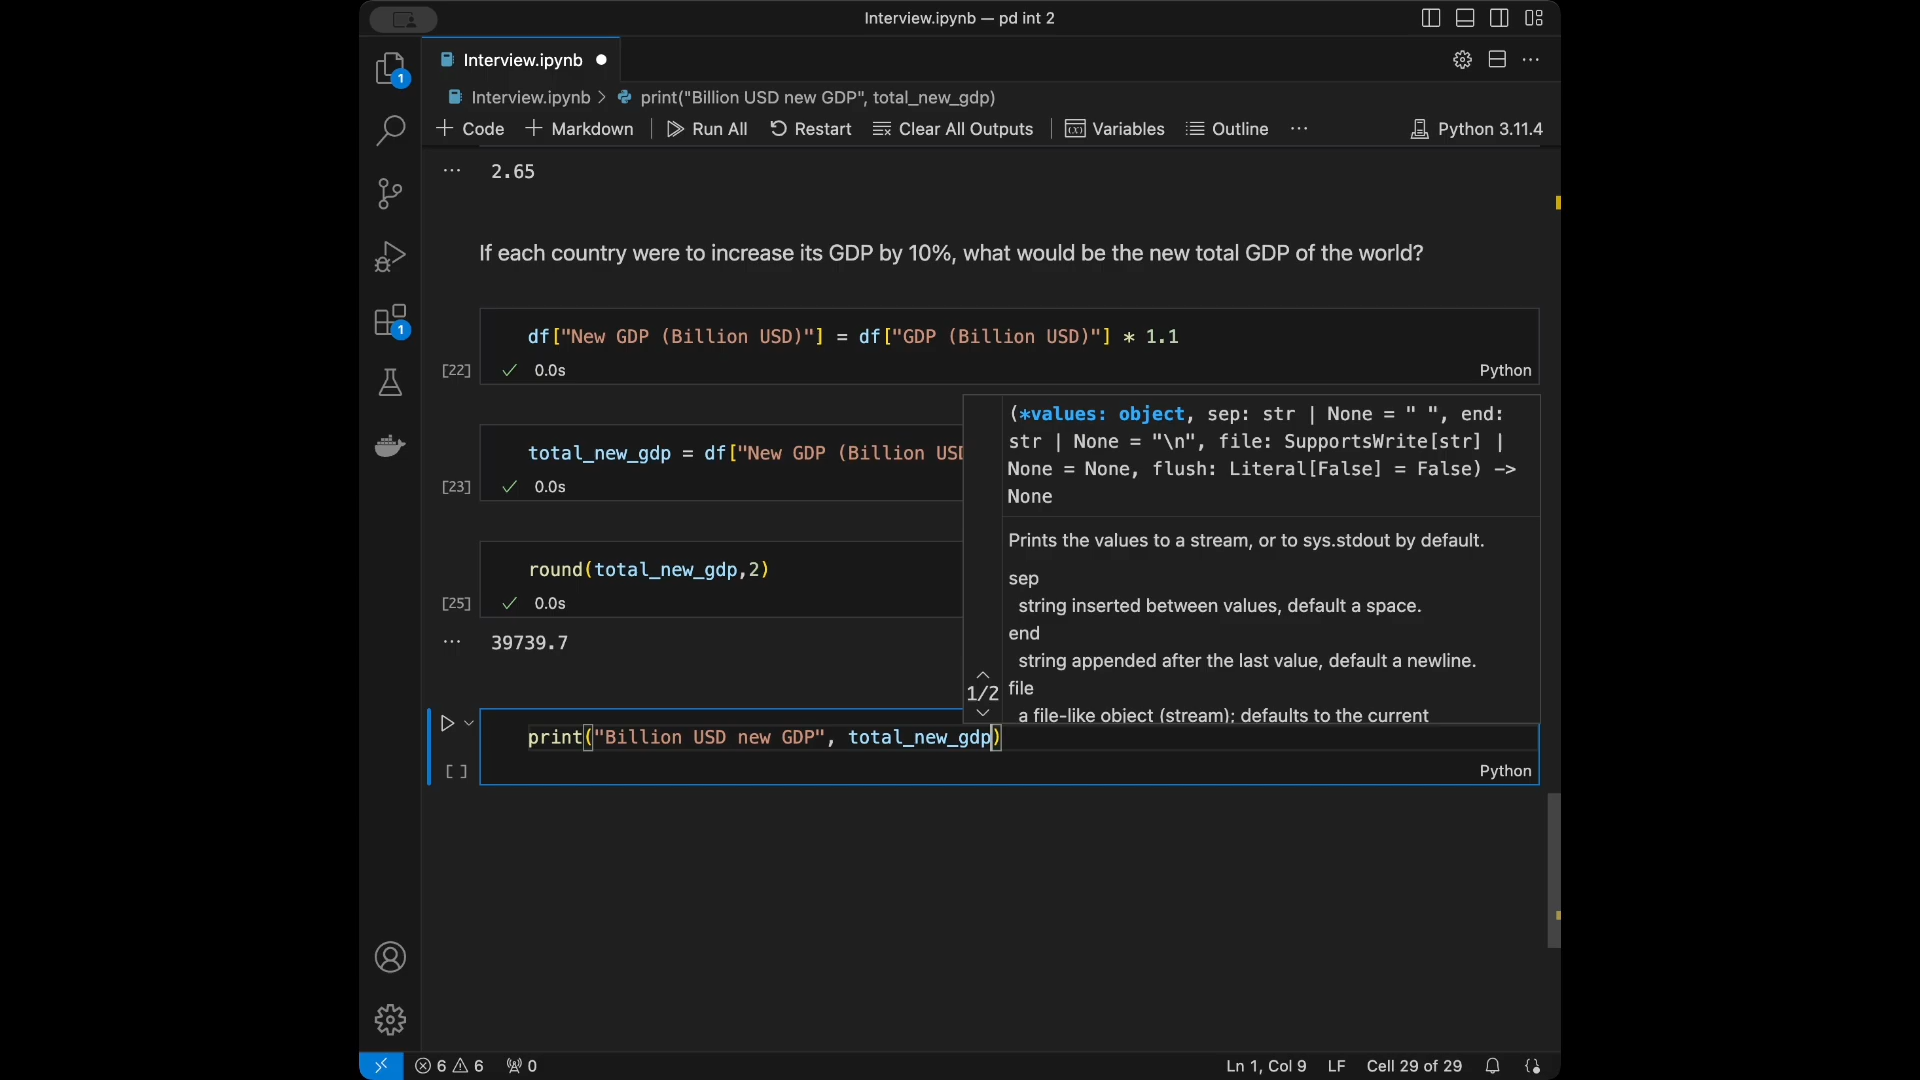 Interview.ipynb — pd int 2
Interview.ipynb
1
Interview.ipynb > print("Billion USD new GDP", total_new_gdp)
+ Code + Markdown Run All Restart Clear All Outputs Variables Outline ... Python 3.11.4
... 2.65
If each country were to increase its GDP by 10%, what would be the new total GDP of the world?
1
df["New GDP (Billion USD)"] = df["GDP (Billion USD)"] * 1.1
[22] 0.0s Python
total_new_gdp = df["New GDP (Billion
[23] 0.0s
round(total_new_gdp,2)
[25] 0.0s
... 39739.7
(*values: object, sep: str | None = " ", end:
str | None = "\n", file: SupportsWrite[str] |
None = None, flush: Literal[False] = False) ->
None
Prints the values to a stream, or to sys.stdout by default.
sep
string inserted between values, default a space.
end
string appended after the last value, default a newline.
1/2
file
a file-like object (stream); defaults to the current
print("Billion USD new GDP", total_new_gdp)
[ ] Python
6 6 0 Ln 1, Col 9 LF Cell 29 of 29